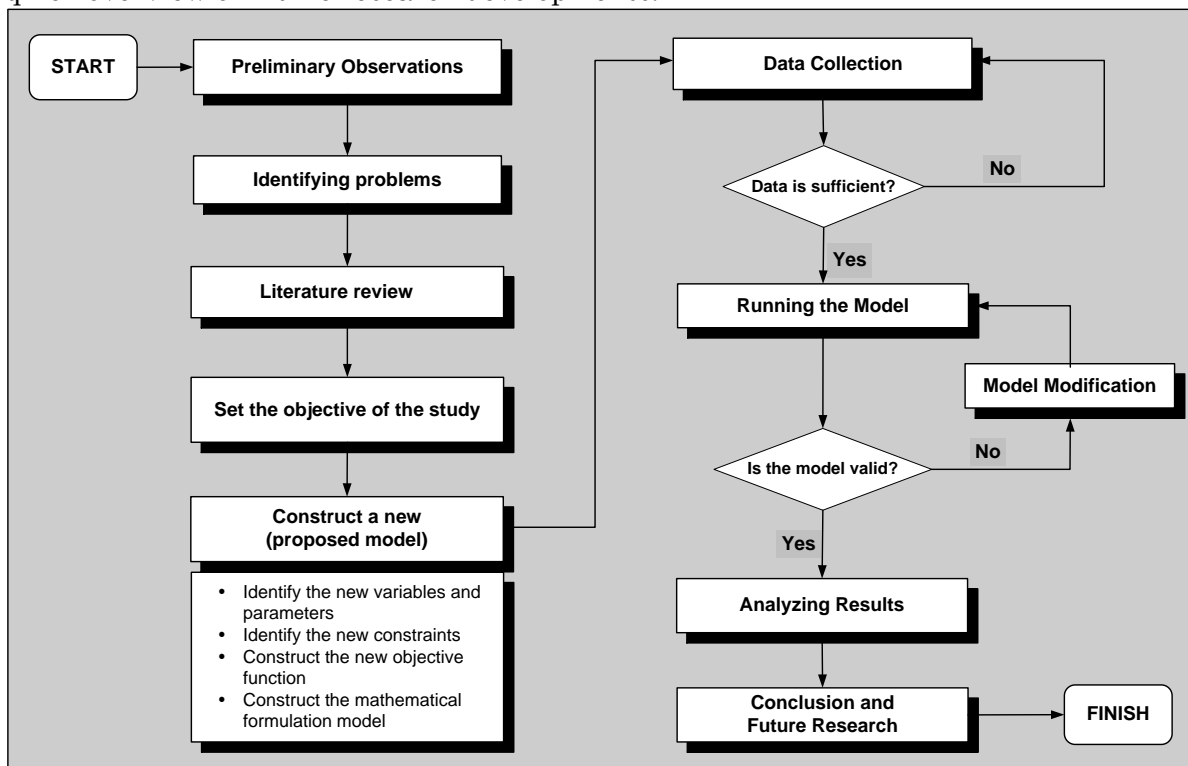 START
Preliminary Observations
Identifying problems
Literature review
Set the objective of the study
Construct a new
(proposed model)
• Identify the new variables and
parameters
• Identify the new constraints
• Construct the new objective
function
• Construct the mathematical
formulation model
Data Collection
Data is sufficient?
No
Yes
Running the Model
Model Modification
Is the model valid?
No
Yes
Analyzing Results
Conclusion and
Future Research
FINISH